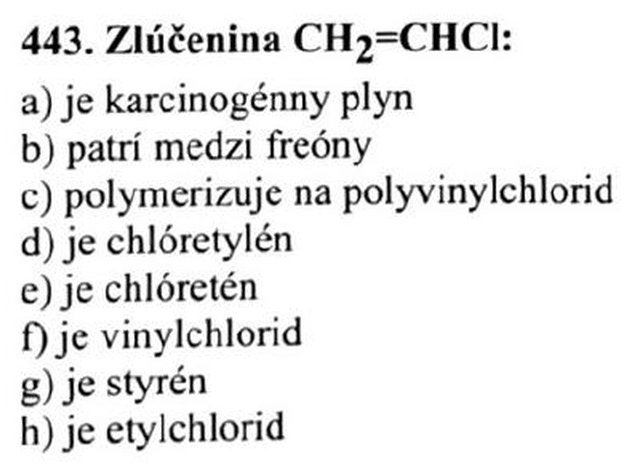 443. Zlúčenina CH₂=CHCl:
a) je karcinogénny plyn
b) patrí medzi freóny
c) polymerizuje na polyvinylchlorid
d) je chlóretylén
e) je chlóretén
f) je vinylchlorid
g) je styrén
h) je etylchlorid